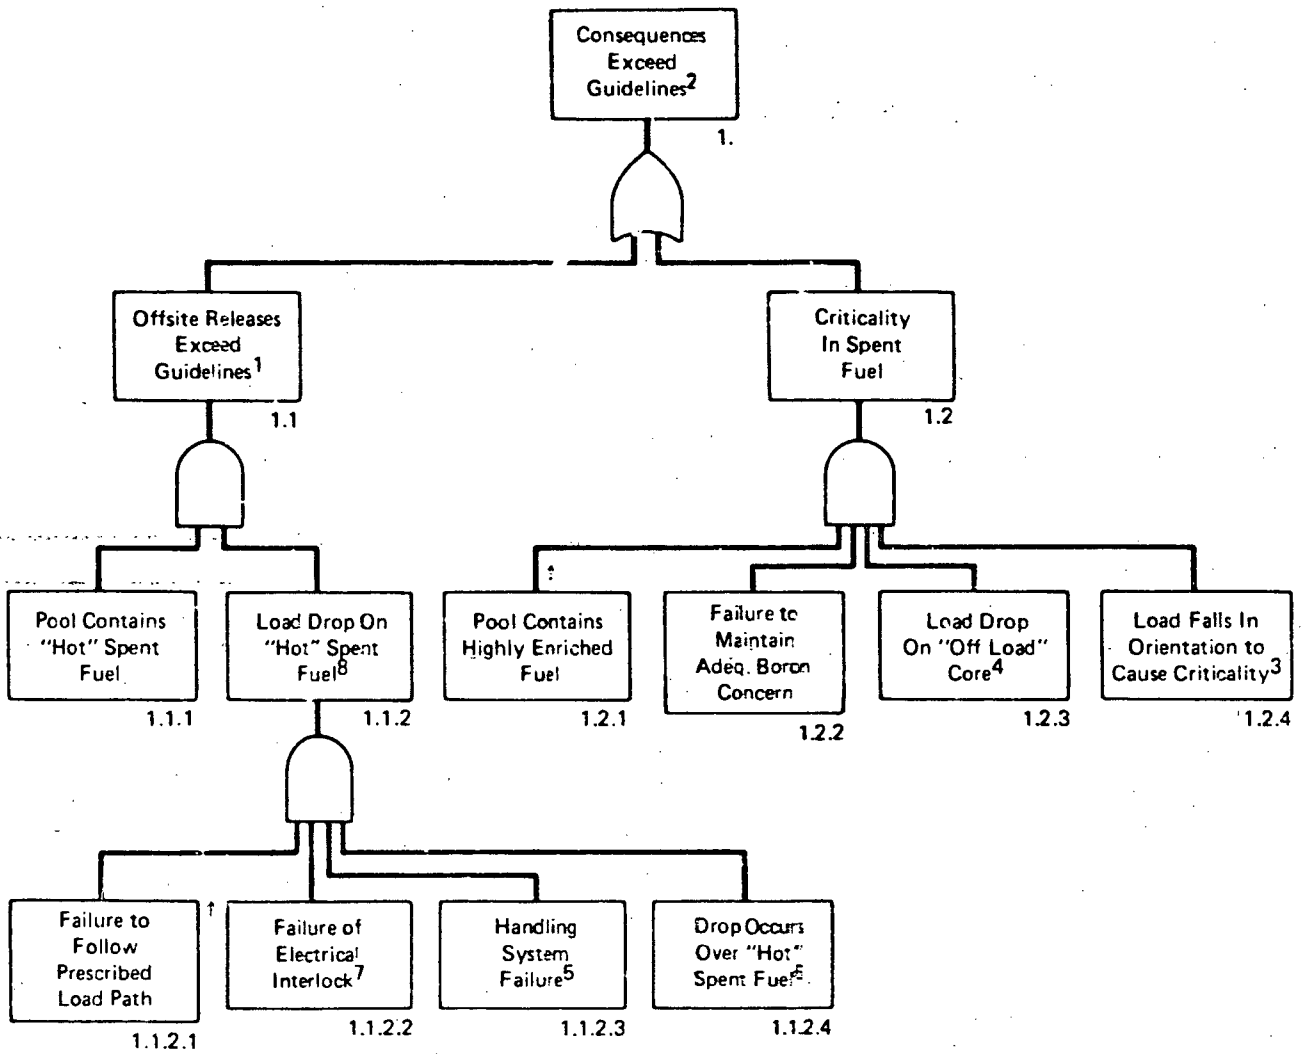 Consequences
Exceed
Guidelines2
1.
Offsite Releases
Exceed
Guidelines1
1.1
Criticality
In Spent
Fuel
1.2
Pool Contains
"Hot" Spent
Fuel
1.1.1
Load Drop On
"Hot" Spent
Fuel8
1.1.2
Pool Contains
Highly Enriched
Fuel
1.2.1
Failure to
Maintain
Adeq. Boron
Concern
1.2.2
Load Drop
On "Off Load"
Core4
1.2.3
Load Falls In
Orientation to
Cause Criticality3
1.2.4
Failure to
Follow
Prescribed
Load Path
1.1.2.1
Failure of
Electrical
Interlock7
1.1.2.2
Handling
System
Failure5
1.1.2.3
Drop Occurs
Over "Hot"
Spent Fuel
1.1.2.4